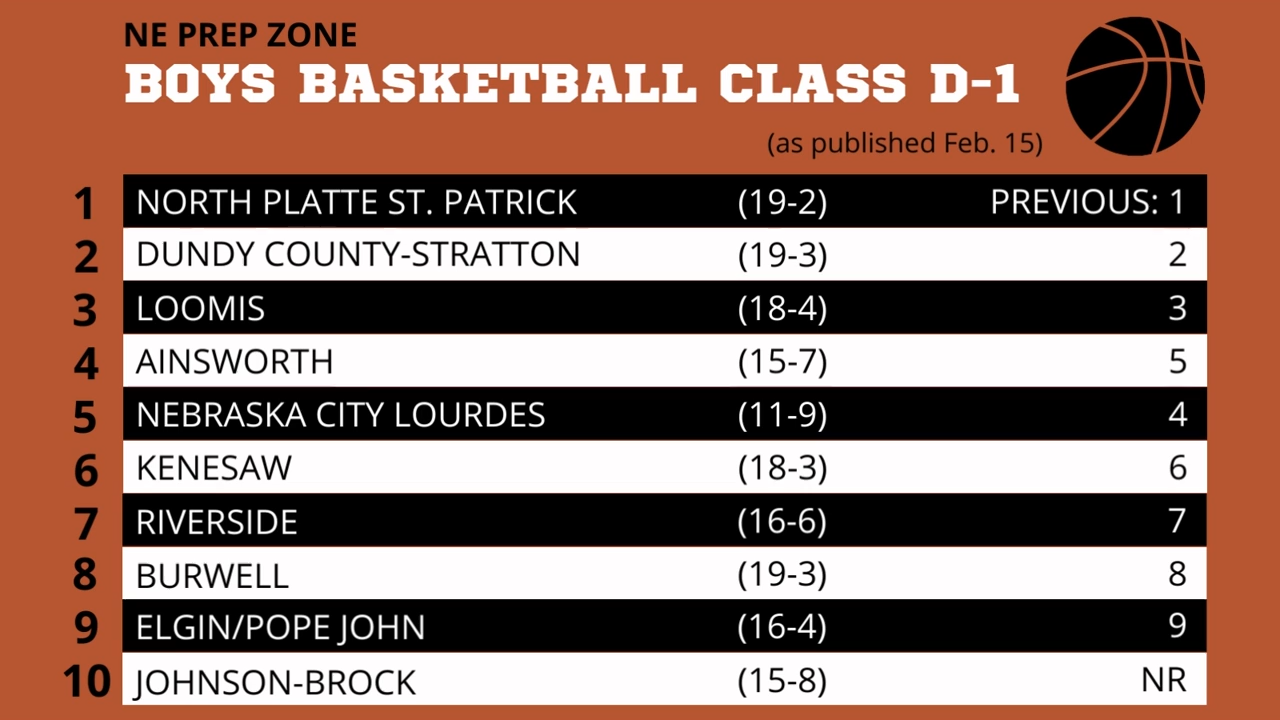 NE PREP ZONE
BOYS BASKETBALL CLASS D-1
(as published Feb. 15)
1 NORTH PLATTE ST. PATRICK (19-2) PREVIOUS: 1
2 DUNDY COUNTY-STRATTON (19-3) 2
3 LOOMIS (18-4) 3
4 AINSWORTH (15-7) 5
5 NEBRASKA CITY LOURDES (11-9) 4
6 KENESAW (18-3) 6
7 RIVERSIDE (16-6) 7
8 BURWELL (19-3) 8
9 ELGIN/POPE JOHN (16-4) 9
10 JOHNSON-BROCK (15-8) NR